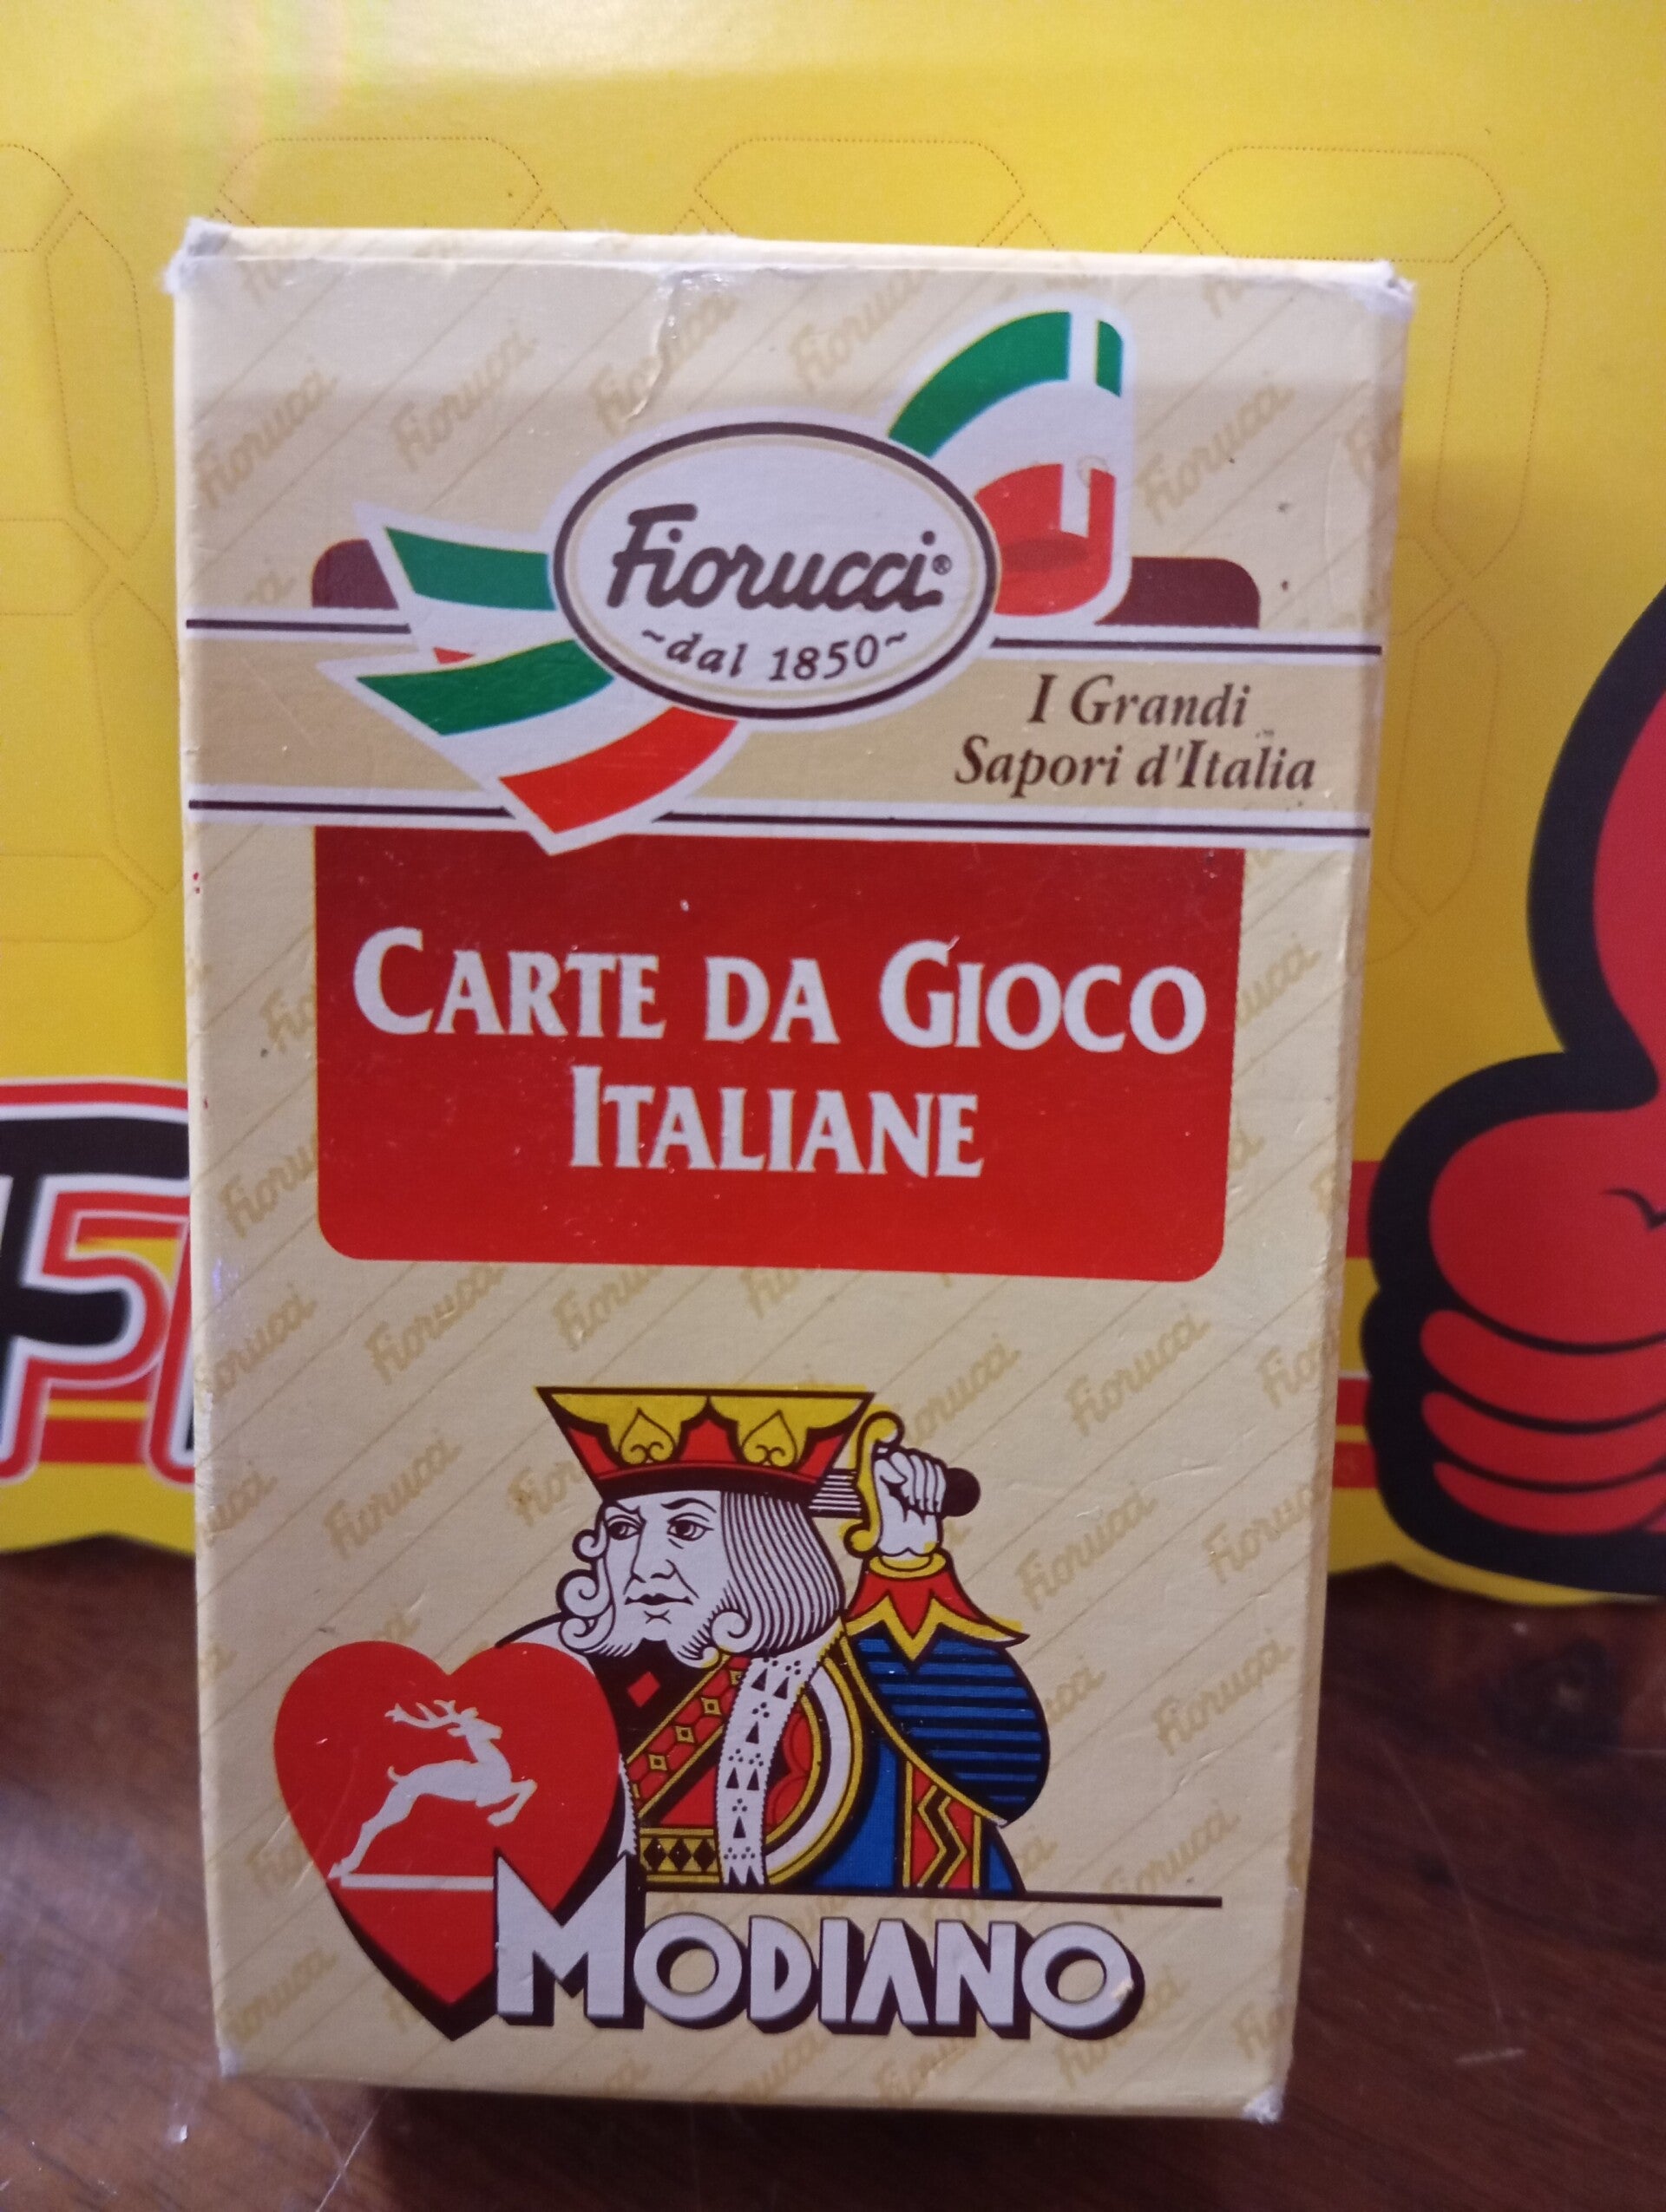 Fiorucci®
~dal 1850~
I Grandi
Sapori d'Italia
CARTE DA GIOCO
ITALIANE
MODIANO